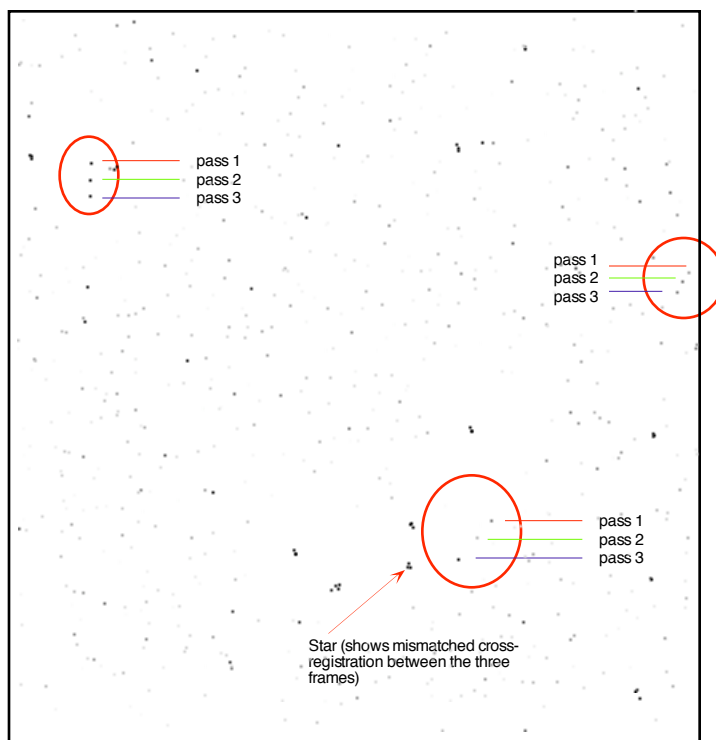 pass 1
pass 2
pass 3
pass 1
pass 2
pass 3
pass 1
pass 2
pass 3
Star (shows mismatched cross-
registration between the three
frames)